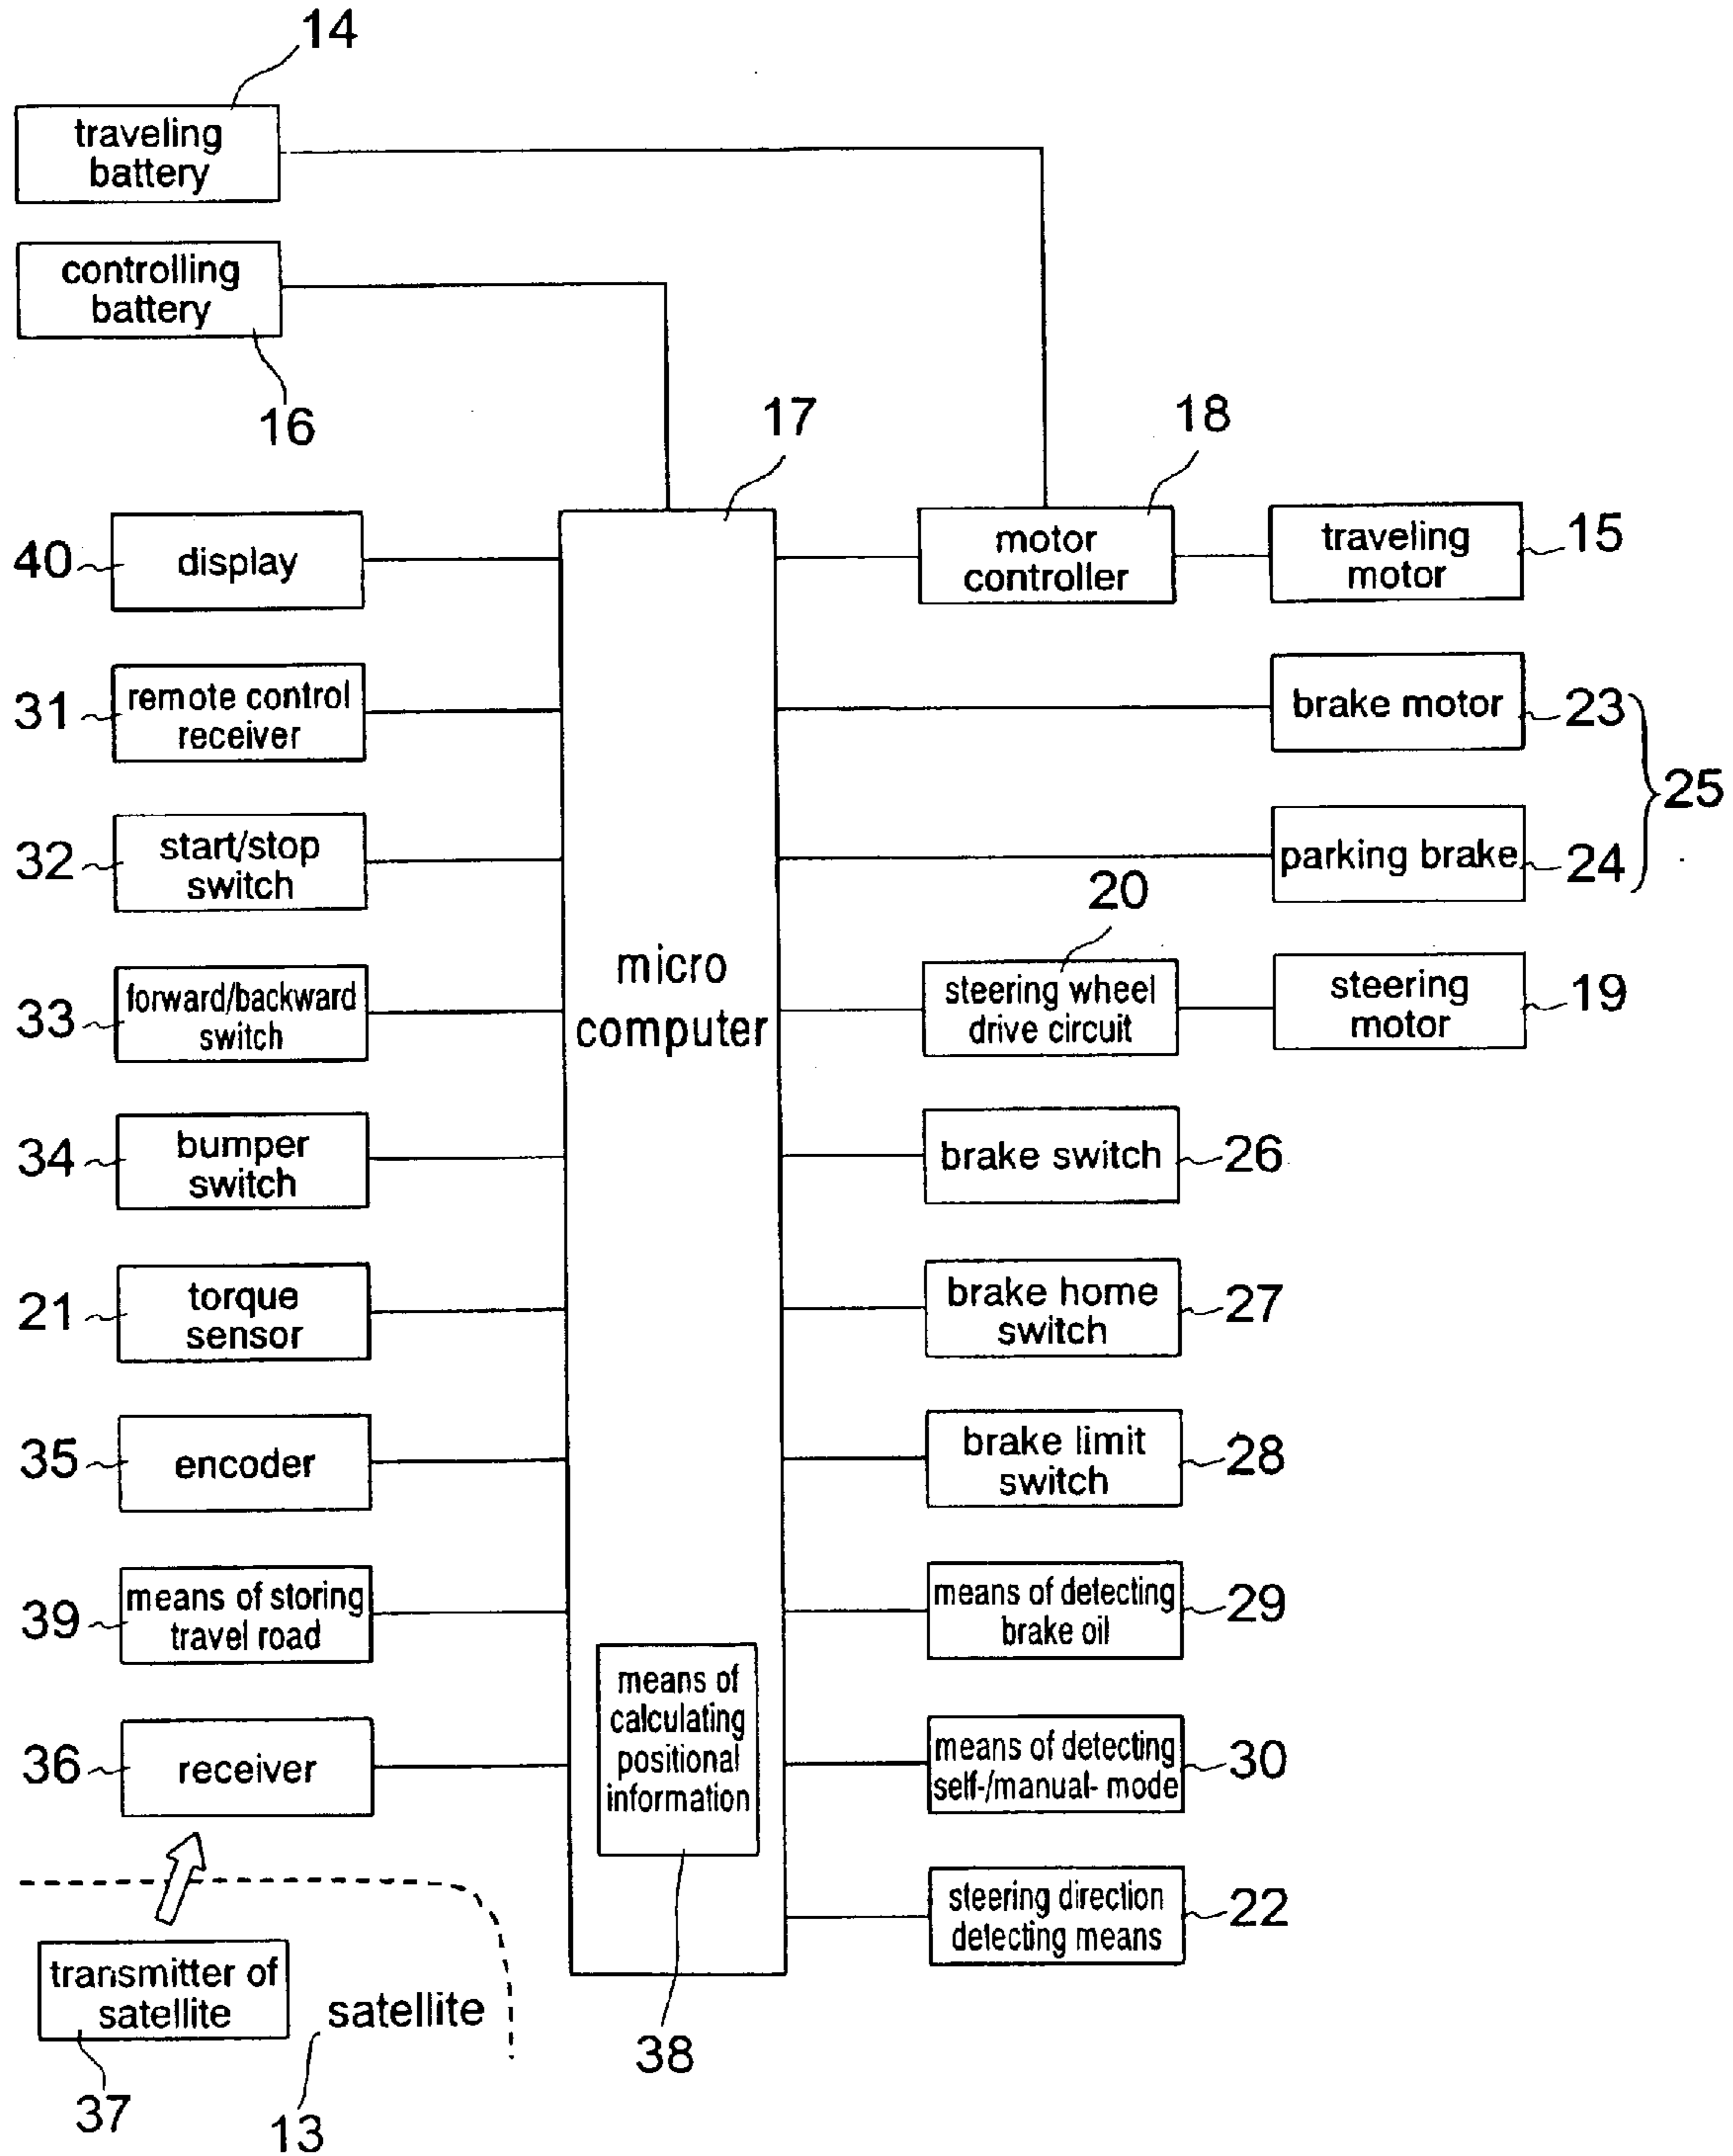 14
traveling
battery
controlling
battery
16
17
18
40
display
motor
controller
traveling
motor
15
31
remote control
receiver
brake motor
23
25
32
start/stop
switch
parking brake
24
20
33
forward/backward
switch
micro
computer
steering wheel
drive circuit
steering
motor
19
34
bumper
switch
brake switch
26
21
torque
sensor
brake home
switch
27
35
encoder
brake limit
switch
28
39
means of storing
travel road
means of detecting
brake oil
29
36
receiver
means of
calculating
positional
information
means of detecting
self-/manual- mode
30
steering direction
detecting means
22
transmitter of
satellite
satellite
38
37
13